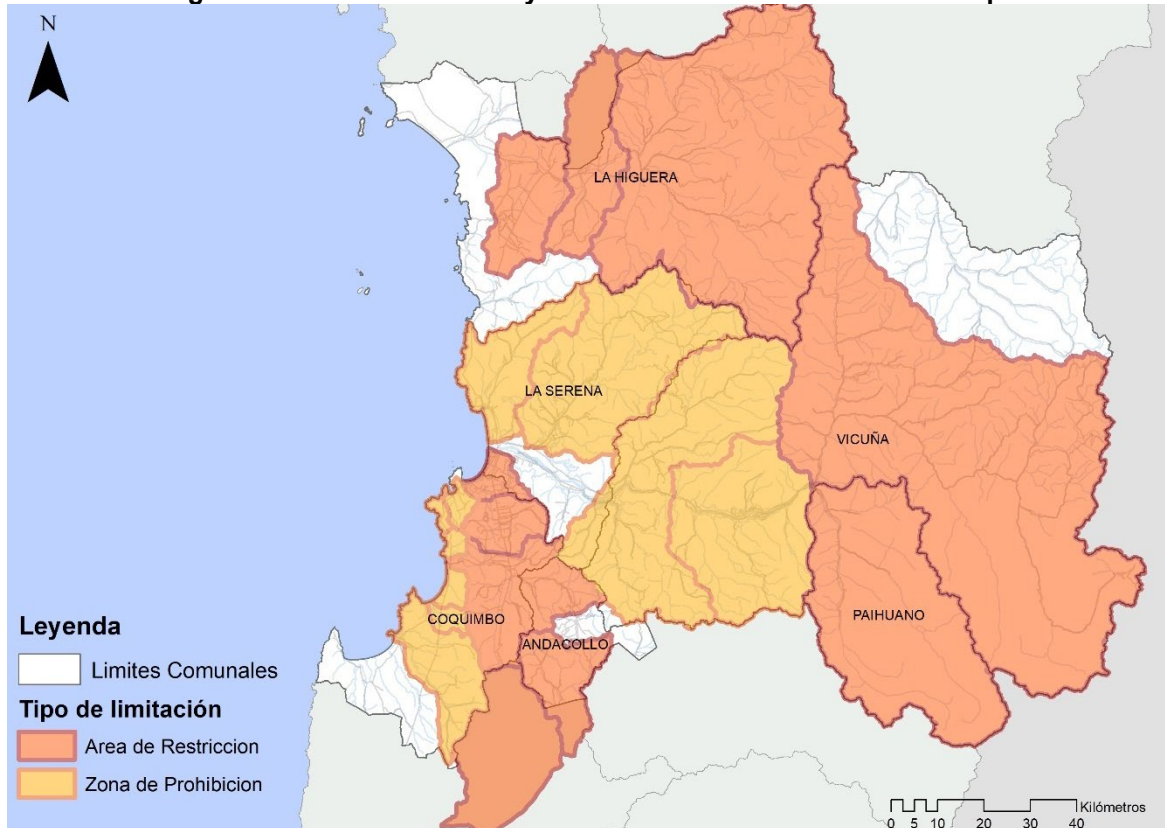 N
LA HIGUERA
LA SERENA
VICUÑA
COQUIMBO
ANDACOLLO
PAIHUANO
Leyenda
Limites Comunales
Tipo de limitación
Area de Restriccion
Zona de Prohibicion
Kilómetros
0 5 10 20 30 40